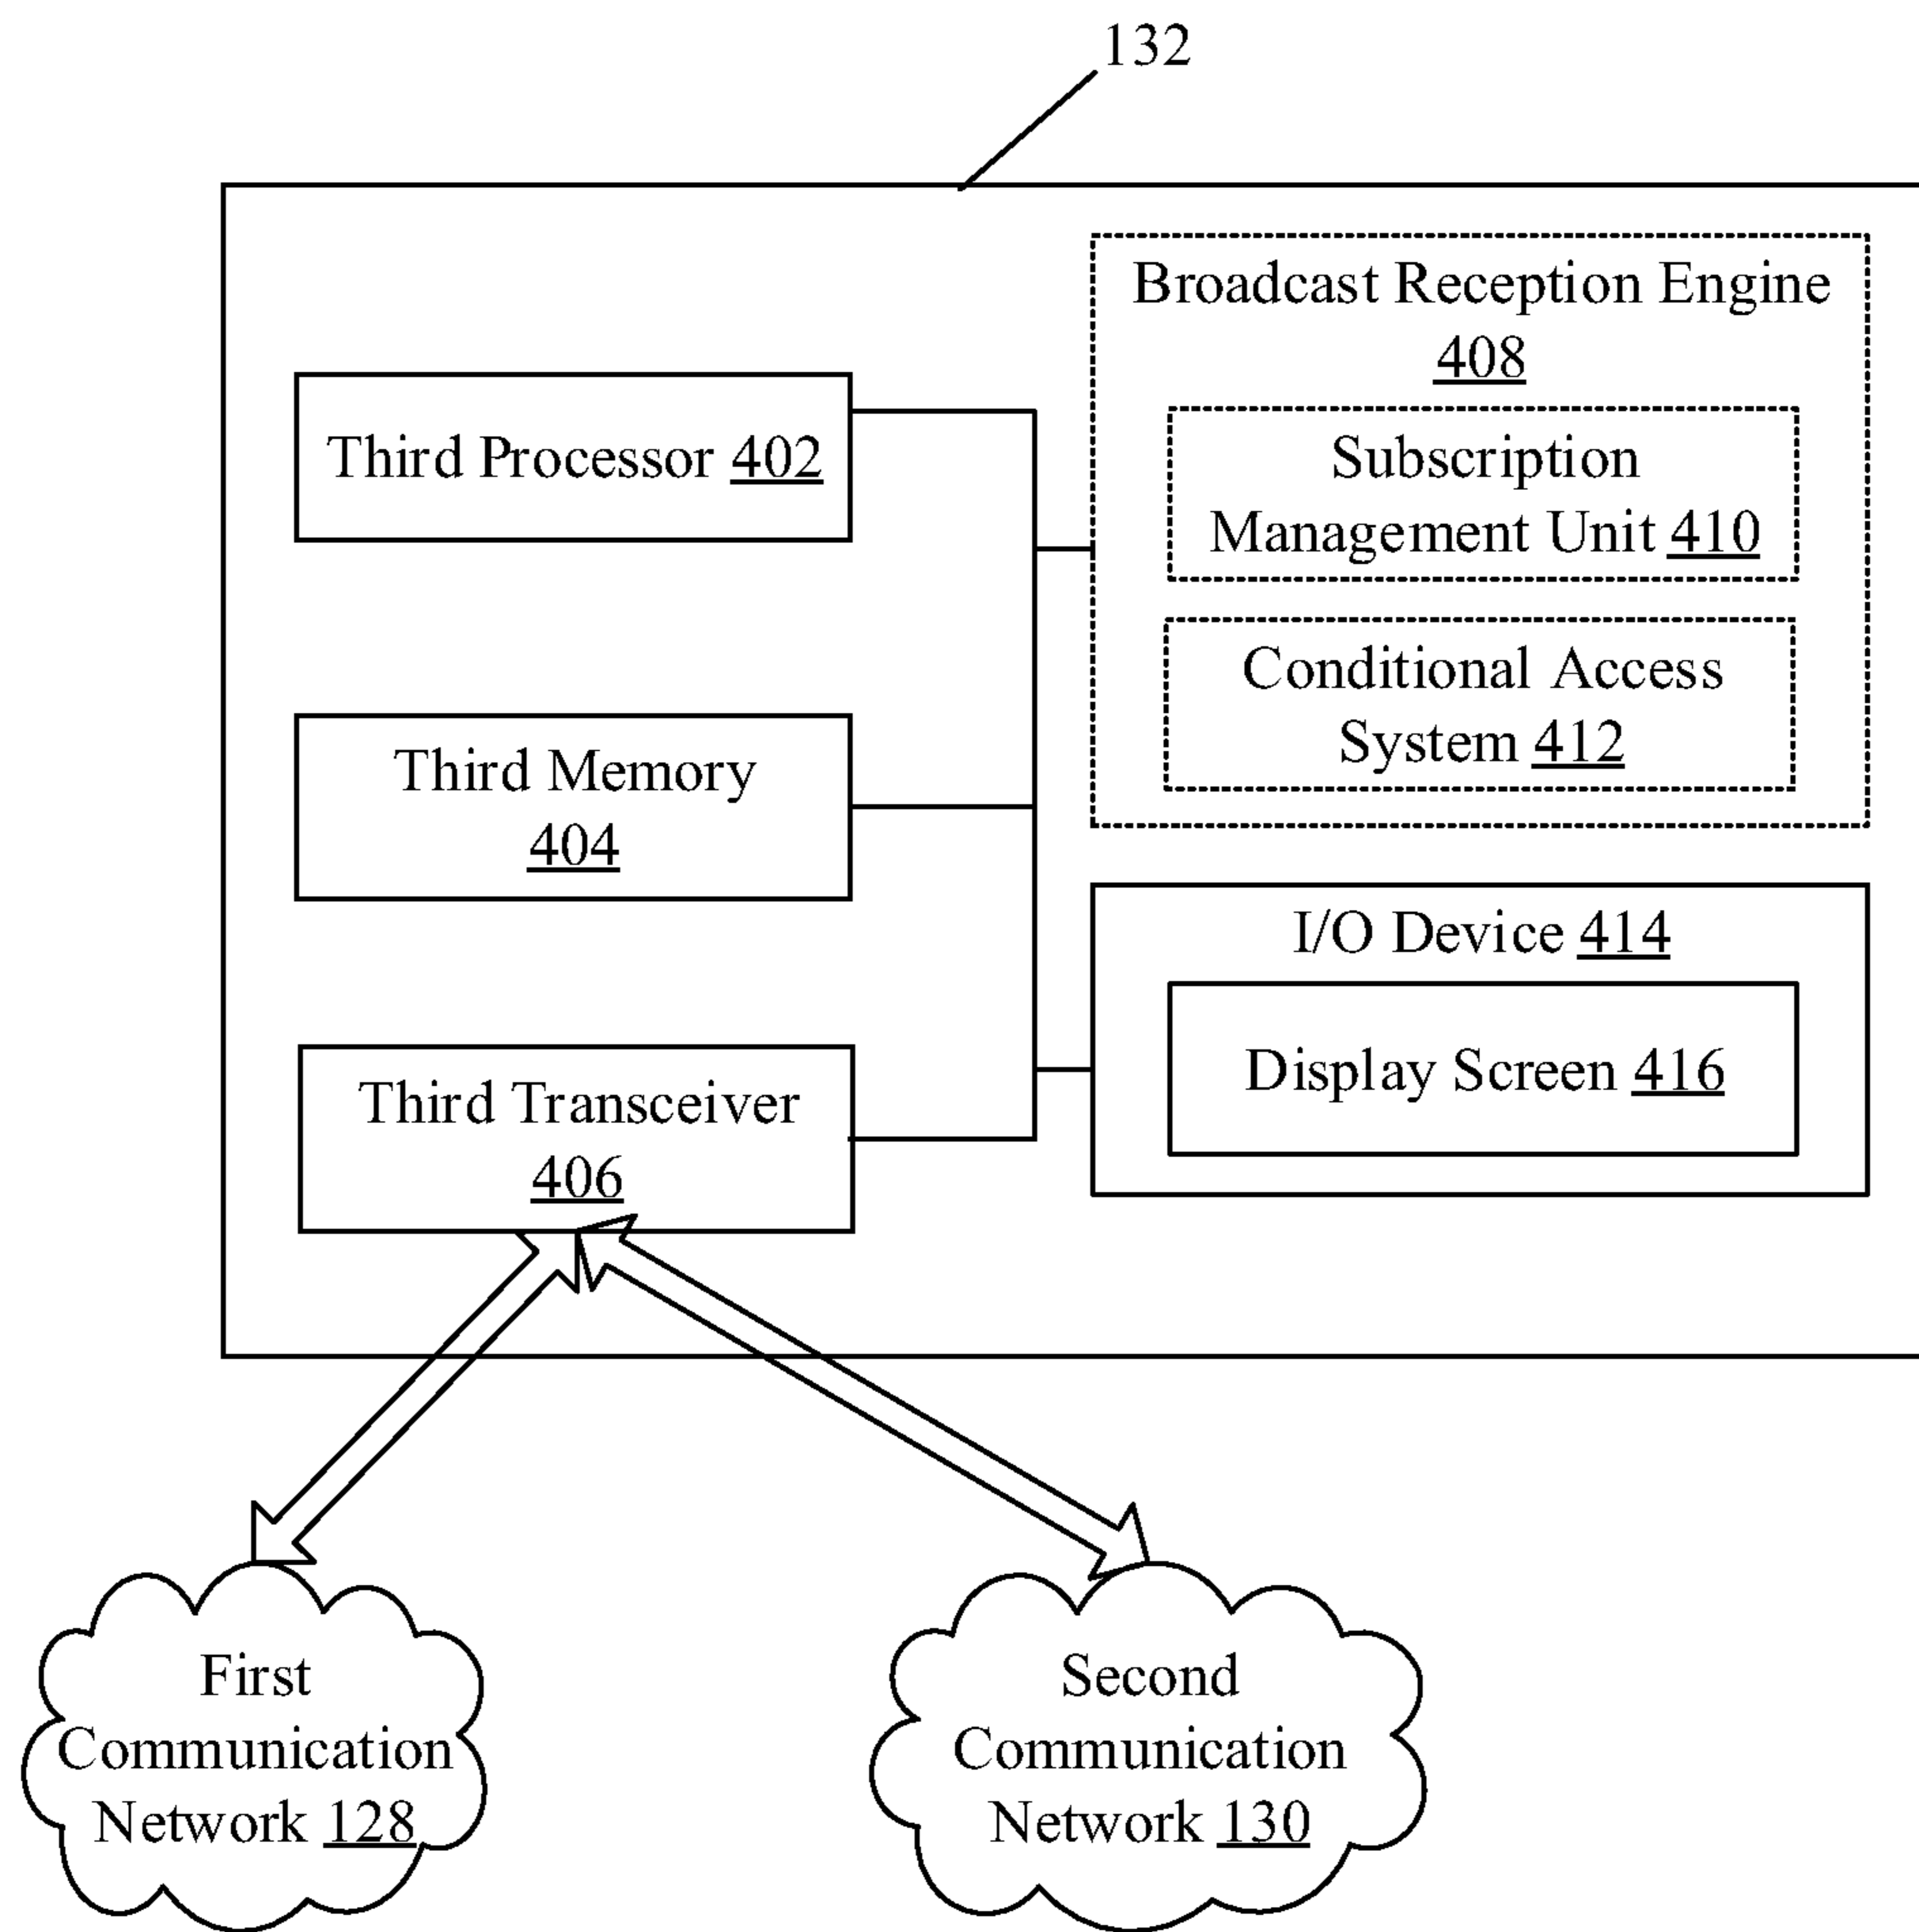 132
Broadcast Reception Engine
408
Third Processor 402
Subscription
Management Unit 410
Conditional Access
System 412
Third Memory
404
I/O Device 414
Display Screen 416
Third Transceiver
406
First
Communication
Network 128
Second
Communication
Network 130